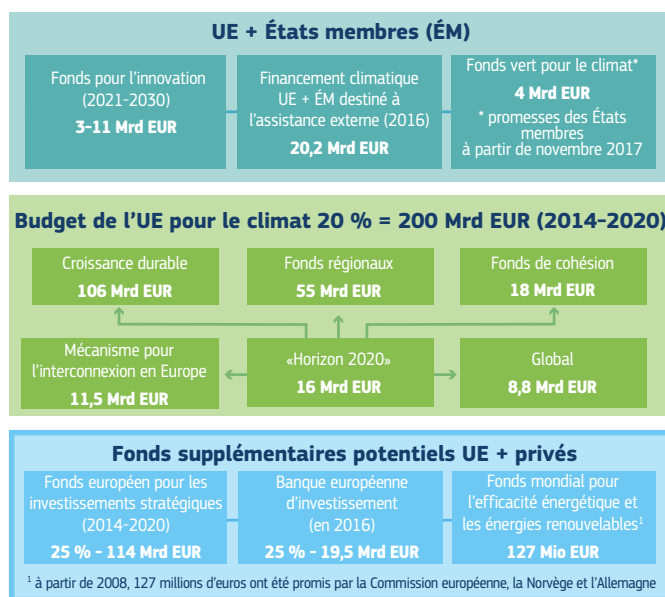 UE + États membres (ÉM)
Fonds pour l'innovation
(2021-2030)
3-11 Mrd EUR
Financement climatique
UE + ÉM destiné à
l'assistance externe (2016)
20,2 Mrd EUR
Fonds vert pour le climat*
4 Mrd EUR
* promesses des États
membres
à partir de novembre 2017
Budget de l'UE pour le climat 20 % = 200 Mrd EUR (2014-2020)
Croissance durable
106 Mrd EUR
Fonds régionaux
55 Mrd EUR
Fonds de cohésion
18 Mrd EUR
Mécanisme pour
l'interconnexion en Europe
11,5 Mrd EUR
«Horizon 2020»
16 Mrd EUR
Global
8,8 Mrd EUR
Fonds supplémentaires potentiels UE + privés
Fonds européen pour les
investissements stratégiques
(2014-2020)
25 % - 114 Mrd EUR
Banque européenne
d'investissement
(en 2016)
25 % - 19,5 Mrd EUR
Fonds mondial pour
l'efficacité énergétique et
les énergies renouvelables¹
127 Mio EUR
¹ à partir de 2008, 127 millions d'euros ont été promis par la Commission européenne, la Norvège et l'Allemagne